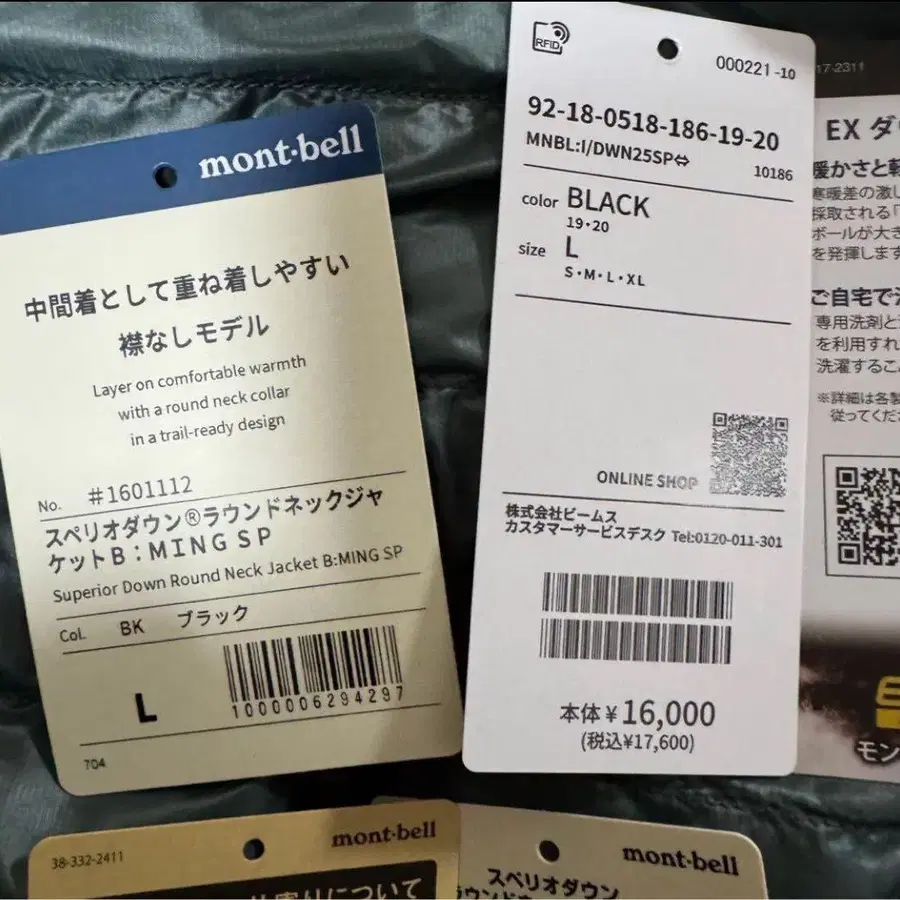 mont·bell
中間着として重ね着しやすい
襟なしモデル
Layer on comfortable warmth
with a round neck collar
in a trail-ready design
No. #1601112
スペリオダウン®ラウンドネックジャ
ケットB:MING SP
Superior Down Round Neck Jacket B:MING SP
Col. BK ブラック
L
1000006294297
704
RFID
000221 -10
92-18-0518-186-19-20
MNBL:I/DWN25SP⇔
10186
color BLACK
19・20
size L
S・M・L・XL
ONLINE SHOP
株式会社ビームス
カスタマーサービスデスク Tel:0120-011-301
本体¥16,000
(税込¥17,600)
17-2311
EX ダ
暖かさと軽
寒暖差の激し
採取される「
ボールが大き
を発揮します
ご自宅で
専用洗剤と
を利用すれ
洗濯するこ
※詳細は各製
従ってくだ
モン
38-332-2411
mont·bell
について
mont·bell
スペリオダウン